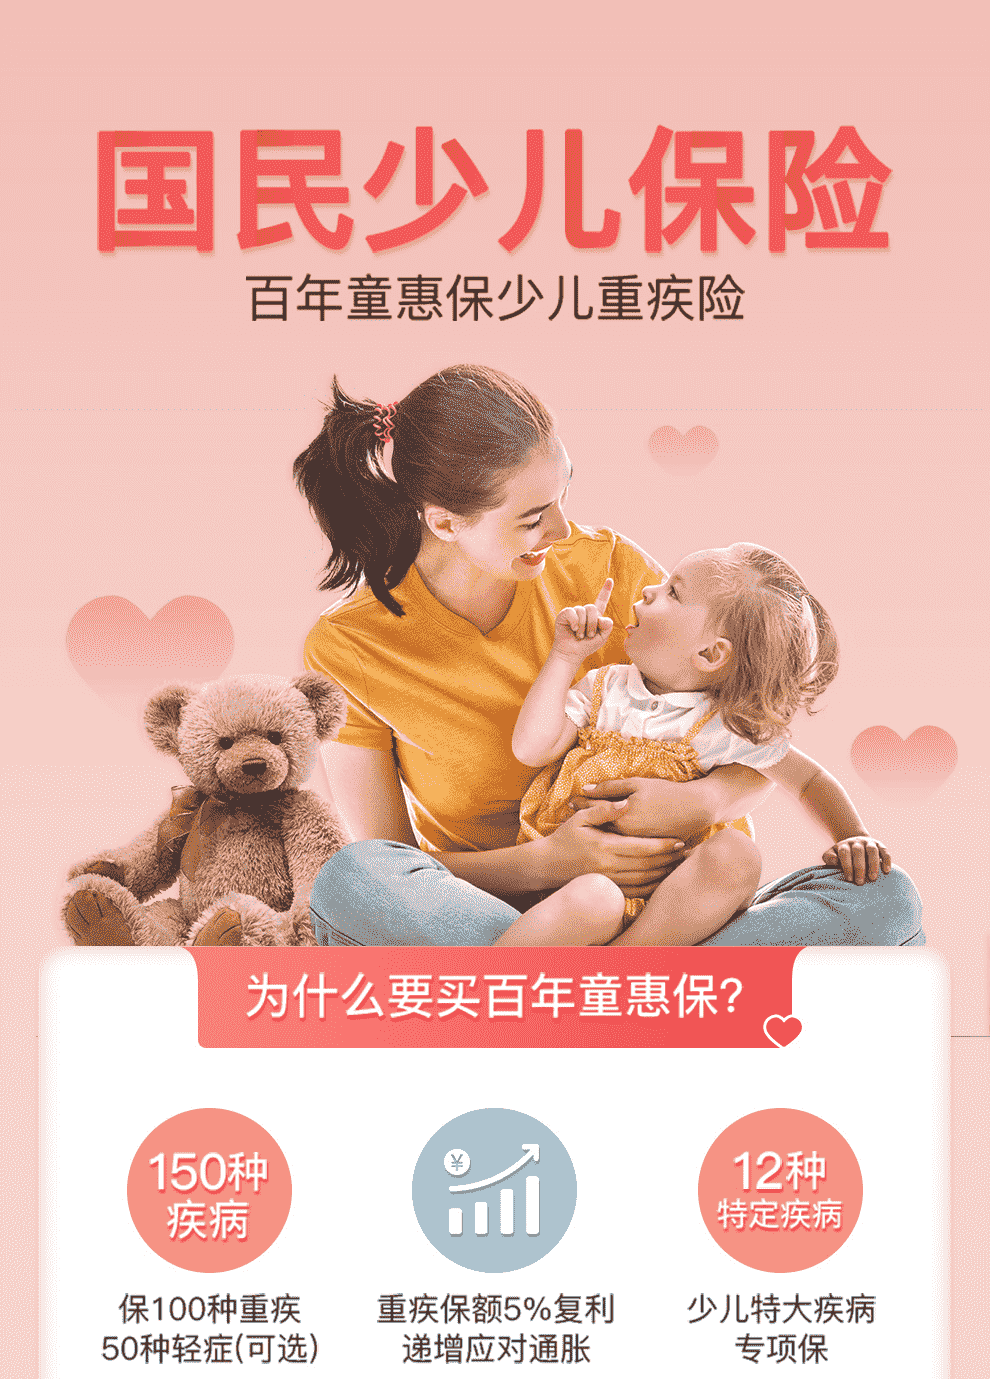 国民少儿保险
百年童惠保少儿重疾险
为什么要买百年童惠保?
150种
疾病
保100种重疾
50种轻症(可选)
¥
重疾保额5%复利
递增应对通胀
12种
特定疾病
少儿特大疾病
专项保